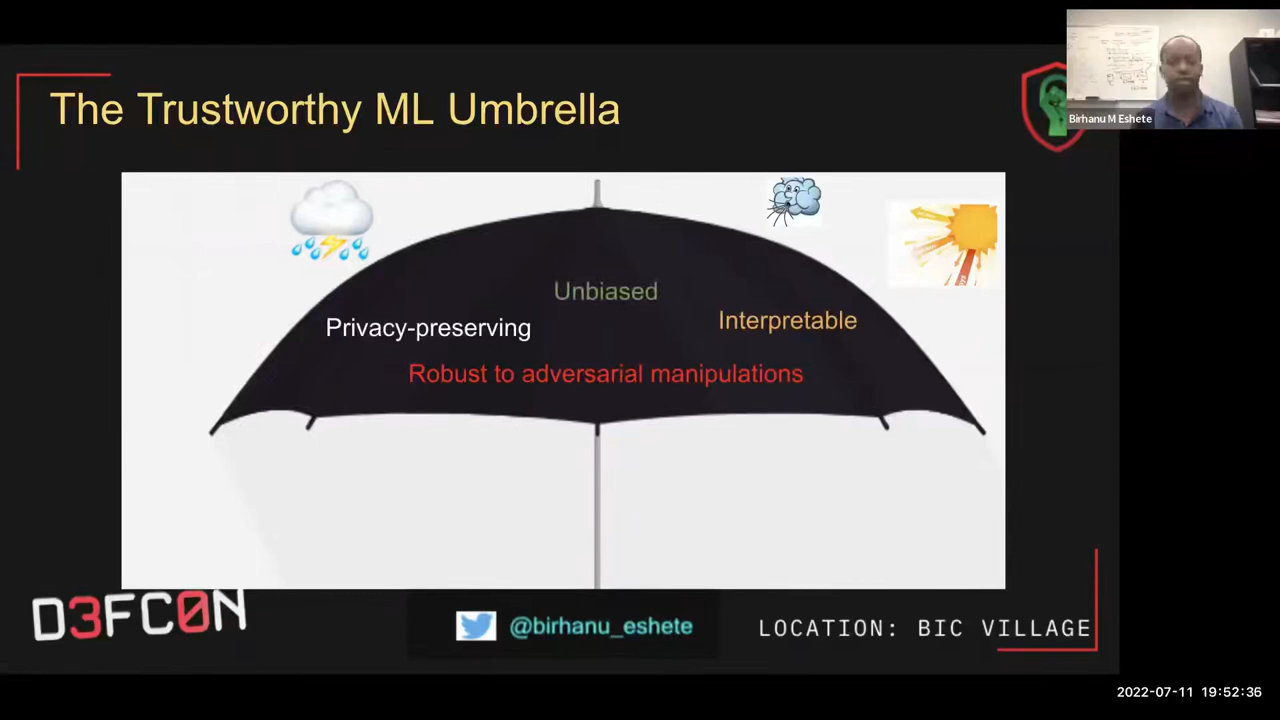 The Trustworthy ML Umbrella
Birhanu M Eshete
Unbiased
Interpretable
Privacy-preserving
Robust to adversarial manipulations
D3FC0N
@birhanu_eshete
LOCATION: BIC VILLAGE
2022-07-11 19:52:36